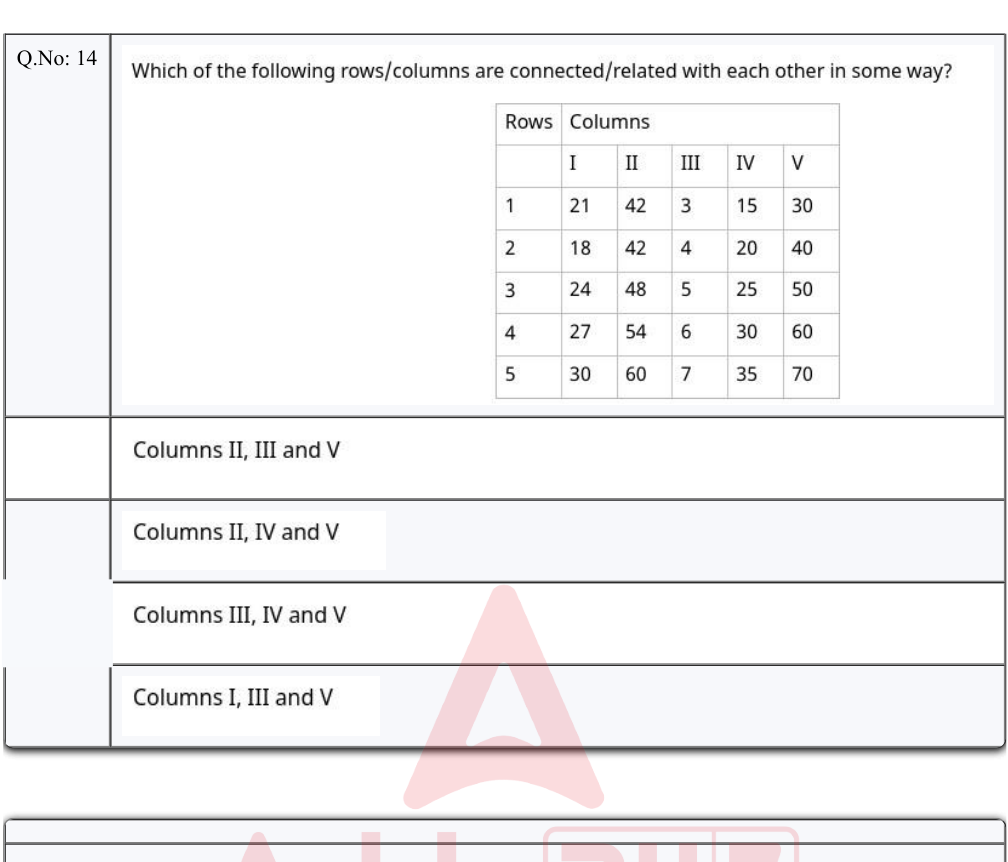 Q.No: 14
Which of the following rows/columns are connected/related with each other in some way?
Rows Columns
I II III IV V
1 21 42 3 15 30
2 18 42 4 20 40
3 24 48 5 25 50
4 27 54 6 30 60
5 30 60 7 35 70
Columns II, III and V
Columns II, IV and V
Columns III, IV and V
Columns I, III and V